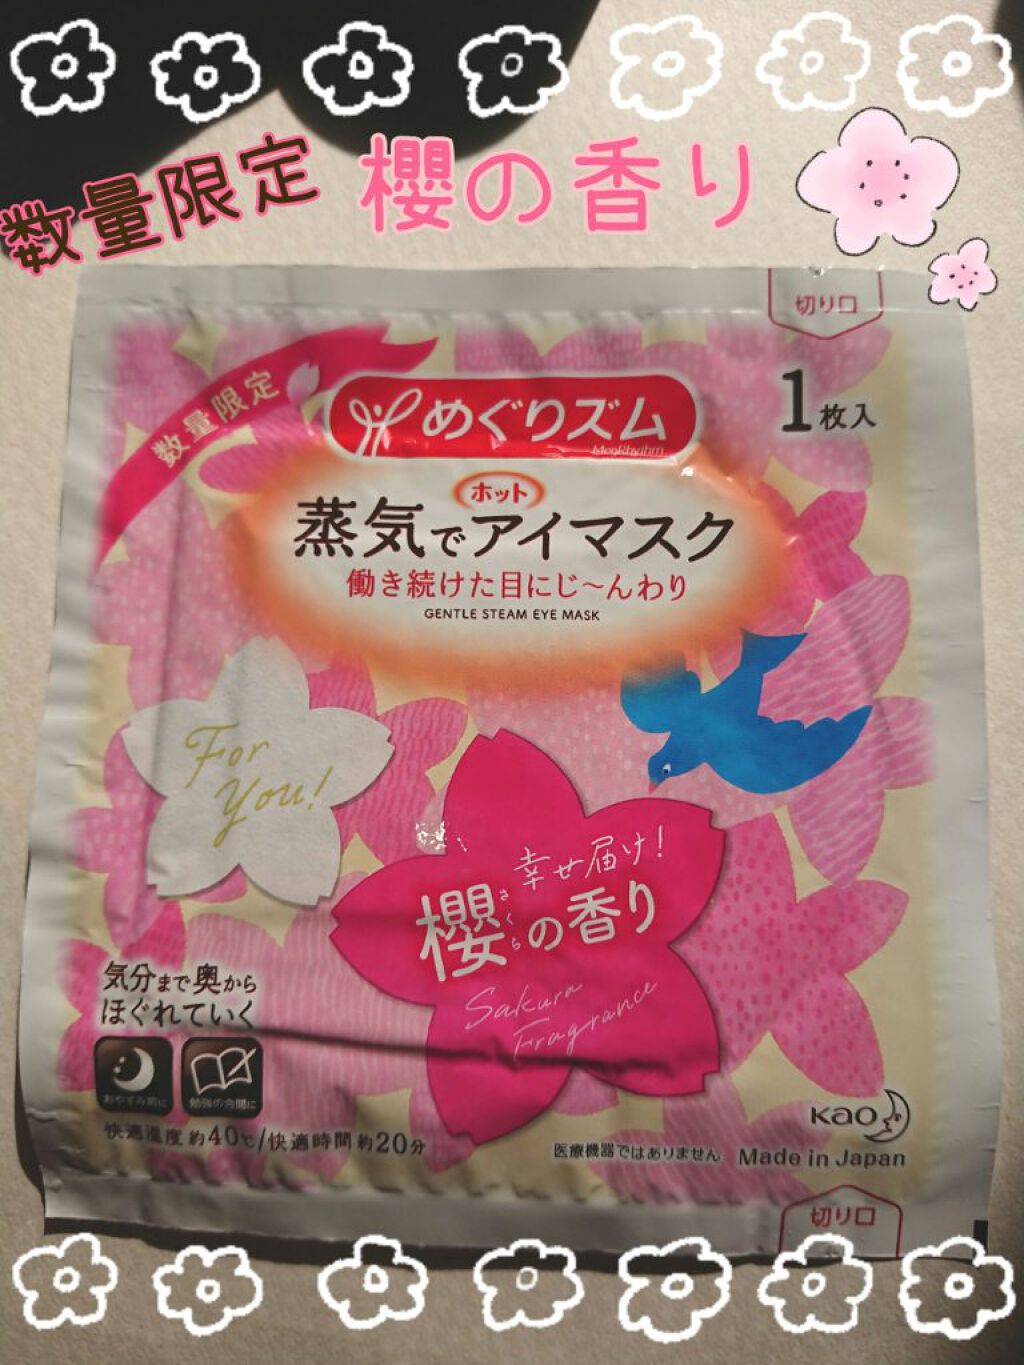 数量限定 櫻の香り
切り口
数量限定
めぐりズム
MegRhythm
1枚入
ホット
蒸気でアイマスク
働き続けた目にじ～んわり
GENTLE STEAM EYE MASK
For
You!
幸せ届け!
櫻の香り
さくら
Sakura
Fragrance
気分まで奥から
ほぐれていく
おやすみ前に
勉強の合間に
快適温度 約40℃/快適時間 約20分
Kao
医療機器ではありません Made in Japan
切り口